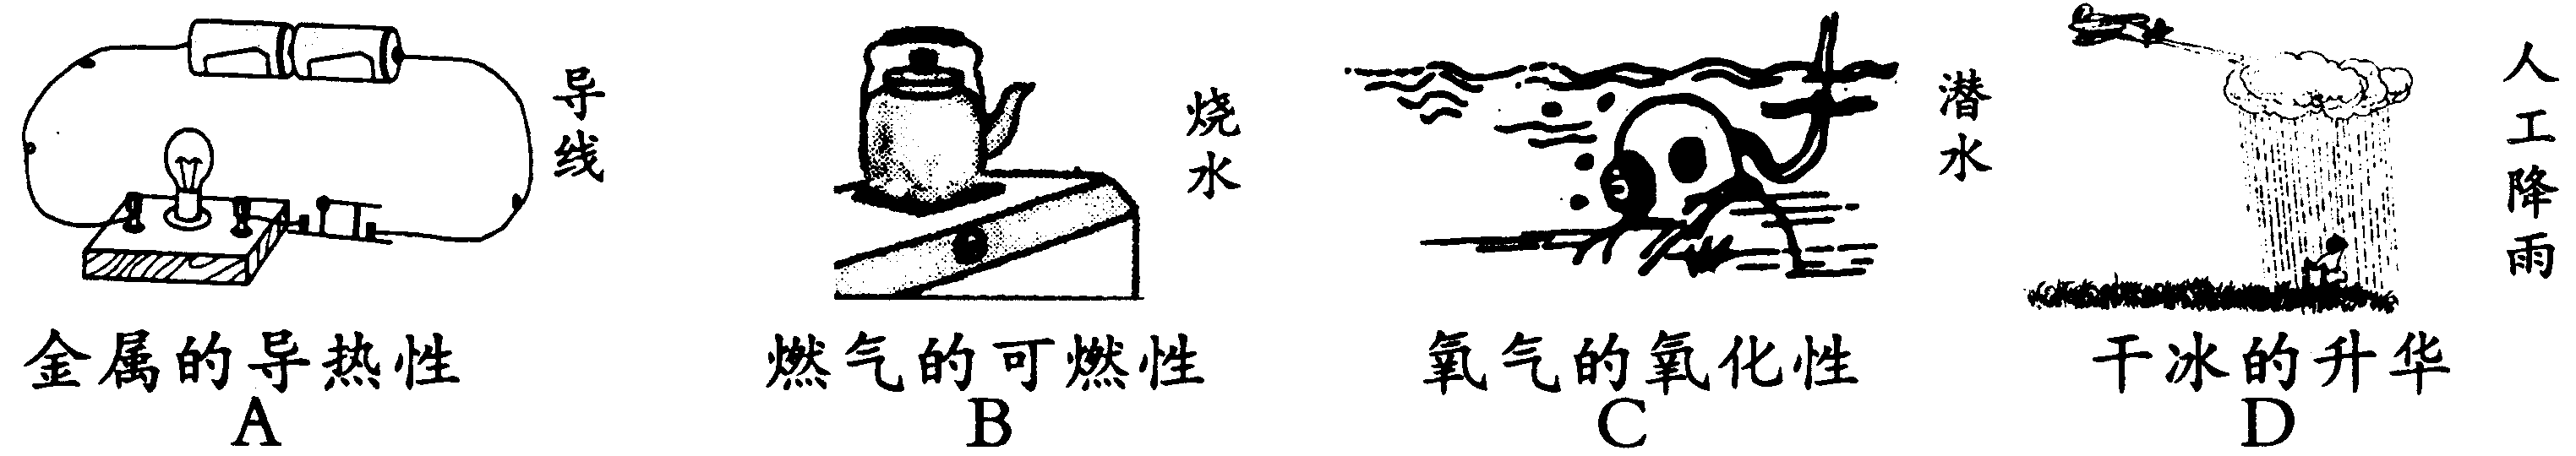 导线
金属的导热性
A
烧水
燃气的可燃性
B
潜水
氧气的氧化性
C
人工降雨
干冰的升华
D